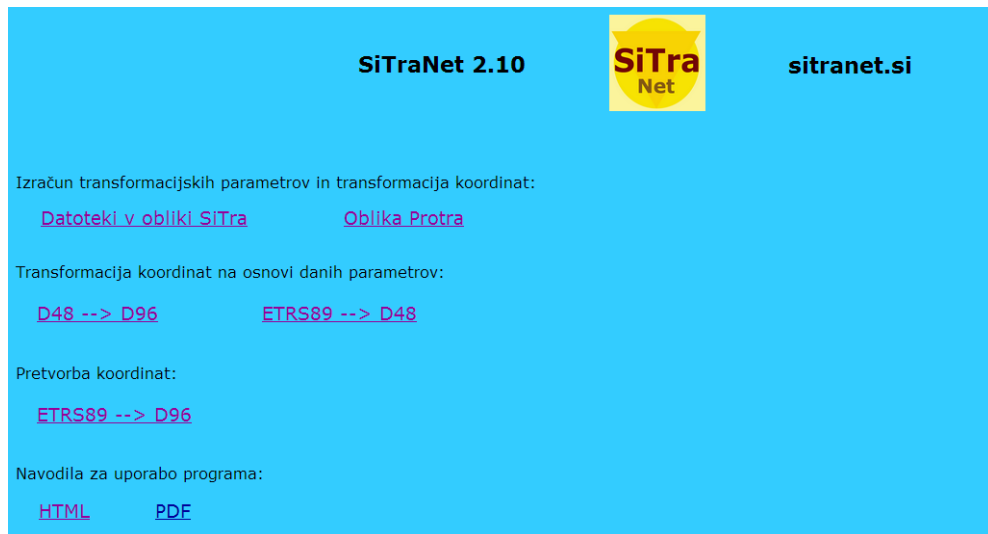 SiTraNet 2.10
SiTra
Net
sitranet.si
Izračun transformacijskih parametrov in transformacija koordinat:
Datoteki v obliki SiTra Oblika Protra
Transformacija koordinat na osnovi danih parametrov:
D48 --> D96 ETRS89 --> D48
Pretvorba koordinat:
ETRS89 --> D96
Navodila za uporabo programa:
HTML PDF